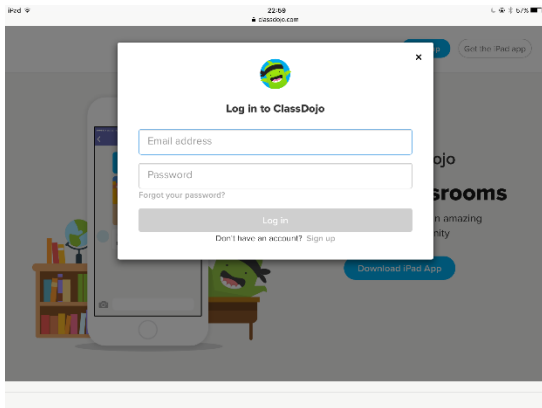 iPad
22:59
57%
classdojo.com
Get the iPad app
Log in to ClassDojo
Email address
Password
Forgot your password?
Log in
Don't have an account? Sign up
ojo
srooms
n amazing
nity
Download iPad App